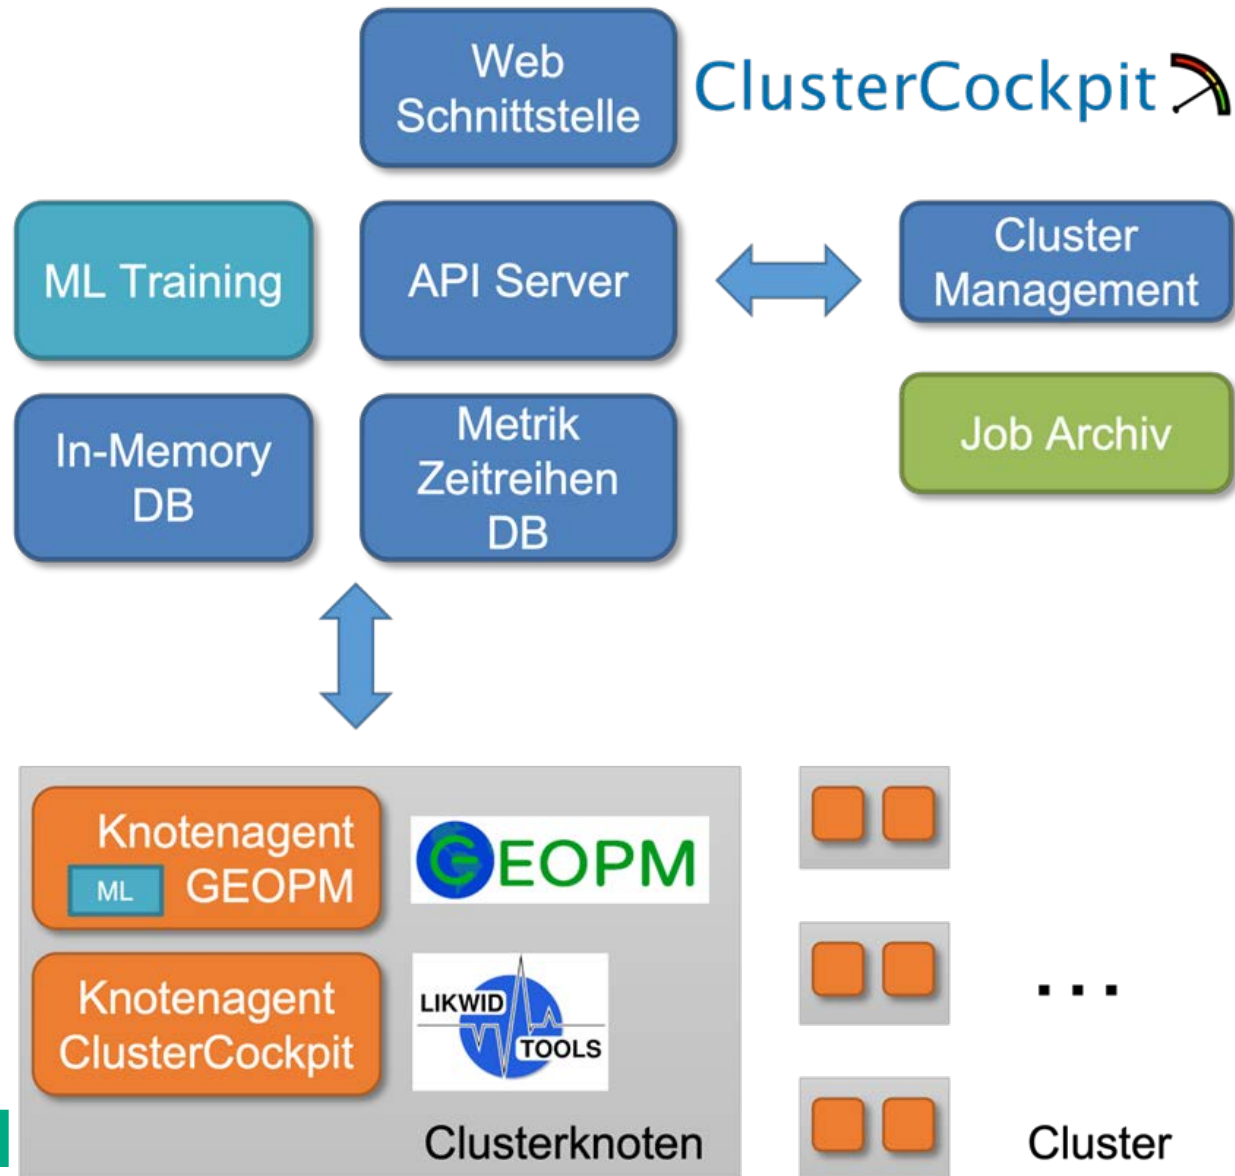 Web
Schnittstelle
ClusterCockpit
ML Training
API Server
Cluster
Management
In-Memory
DB
Metrik
Zeitreihen
DB
Job Archiv
Knotenagent
ML GEOPM
GEOPM
Knotenagent
ClusterCockpit
LIKWID
TOOLS
...
Clusterknoten
Cluster